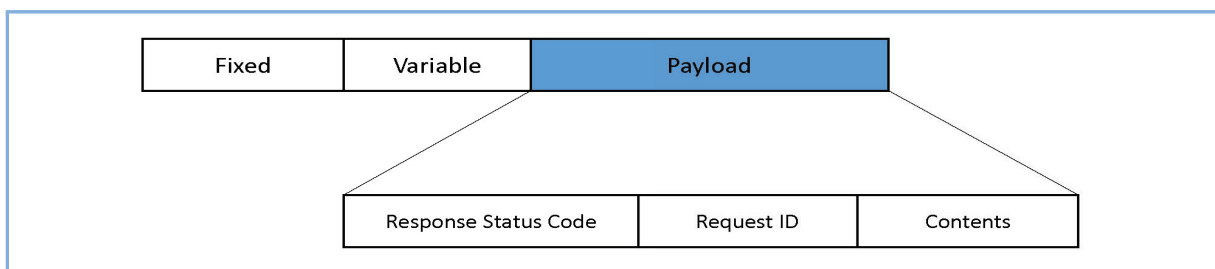 Fixed Variable Payload
Response Status Code Request ID Contents